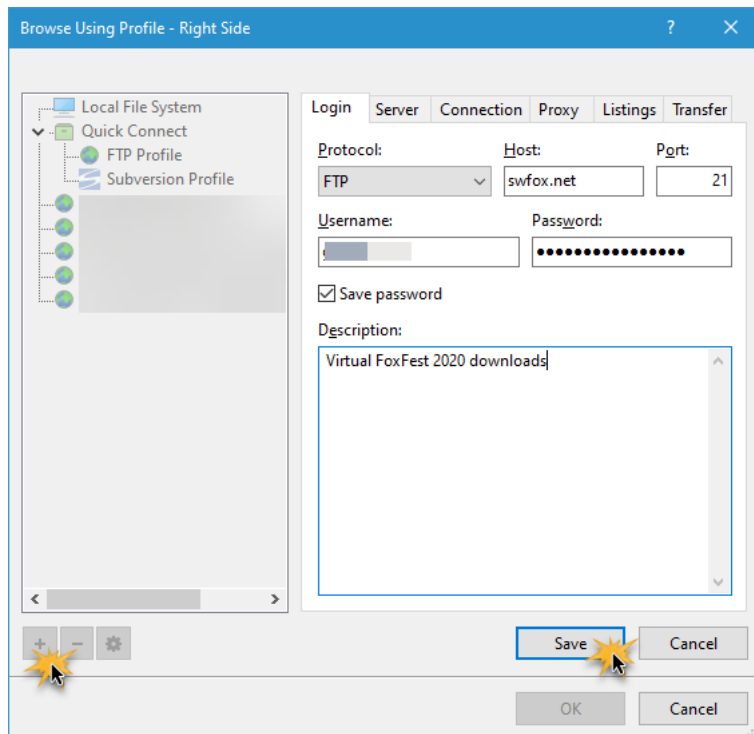 Browse Using Profile - Right Side
Local File System
Quick Connect
FTP Profile
Subversion Profile
Login Server Connection Proxy Listings Transfer
Protocol: Host: Port:
FTP swfox.net 21
Username: Password:
Save password
Description:
Virtual FoxFest 2020 downloads
Save Cancel
OK Cancel